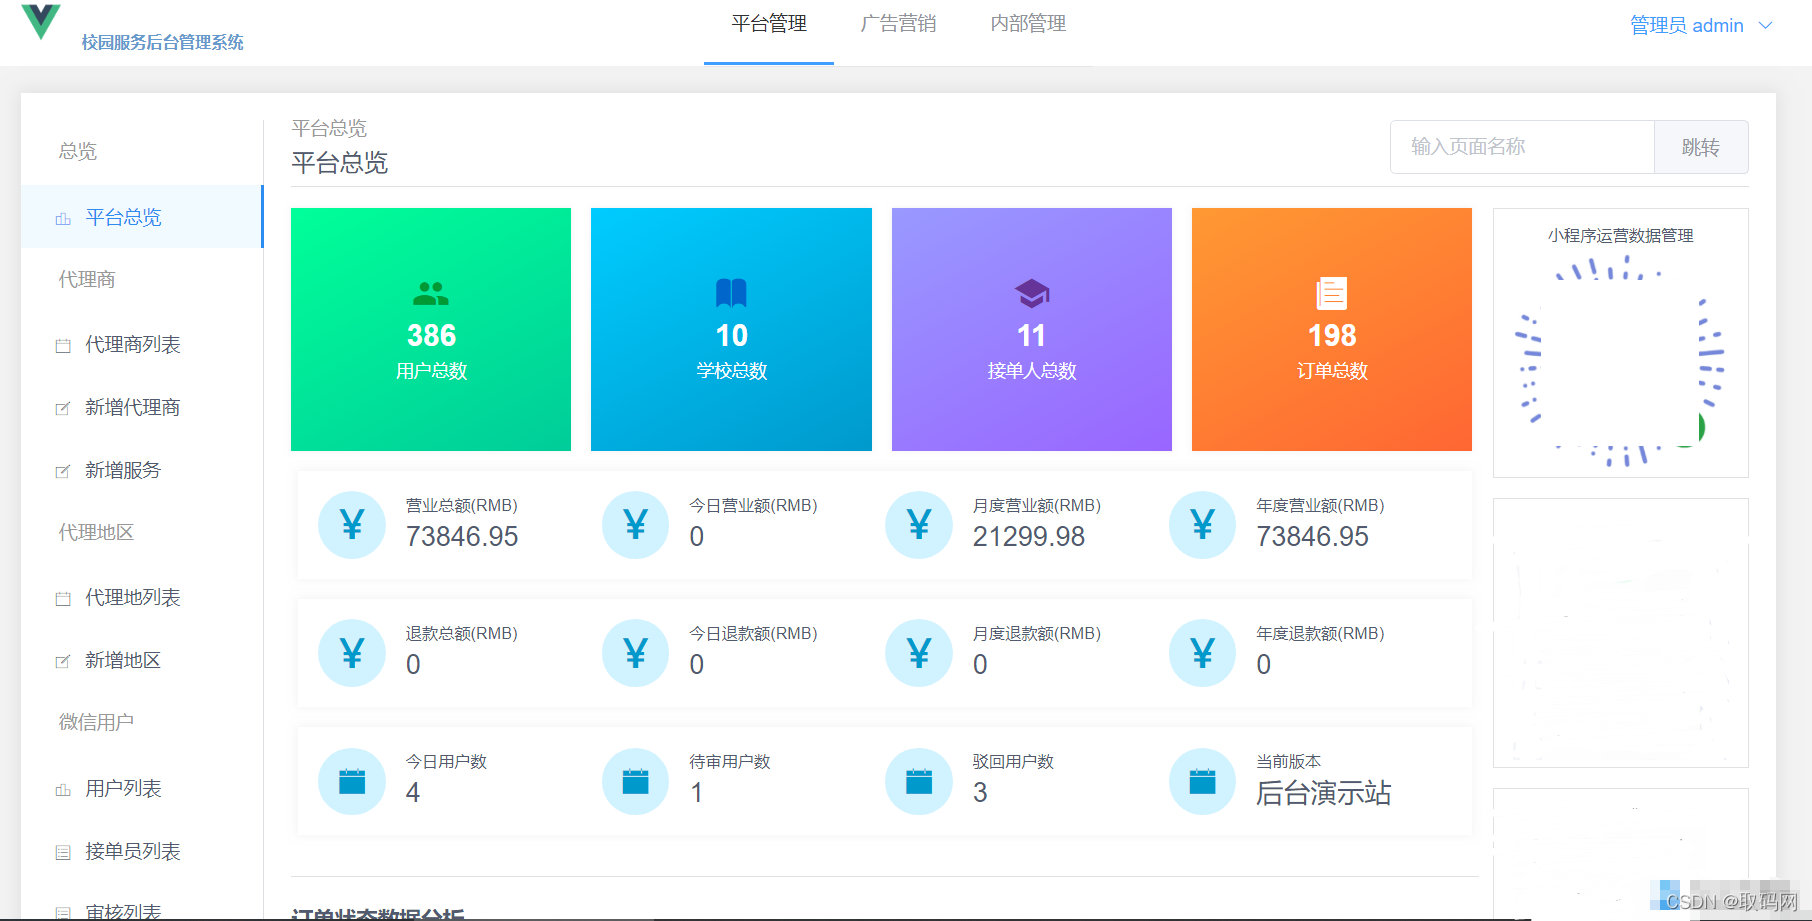 校园服务后台管理系统
平台管理
广告营销
内部管理
管理员 admin
总览
平台总览
代理商
代理商列表
新增代理商
新增服务
代理地区
代理地列表
新增地区
微信用户
用户列表
接单员列表
审核列表
平台总览
平台总览
输入页面名称
跳转
386
用户总数
10
学校总数
11
接单人总数
198
订单总数
小程序运营数据管理
营业总额(RMB)
73846.95
今日营业额(RMB)
0
月度营业额(RMB)
21299.98
年度营业额(RMB)
73846.95
退款总额(RMB)
0
今日退款额(RMB)
0
月度退款额(RMB)
0
年度退款额(RMB)
0
今日用户数
4
待审用户数
1
驳回用户数
3
当前版本
后台演示站
订单状态数据分析
CSDN @取码网